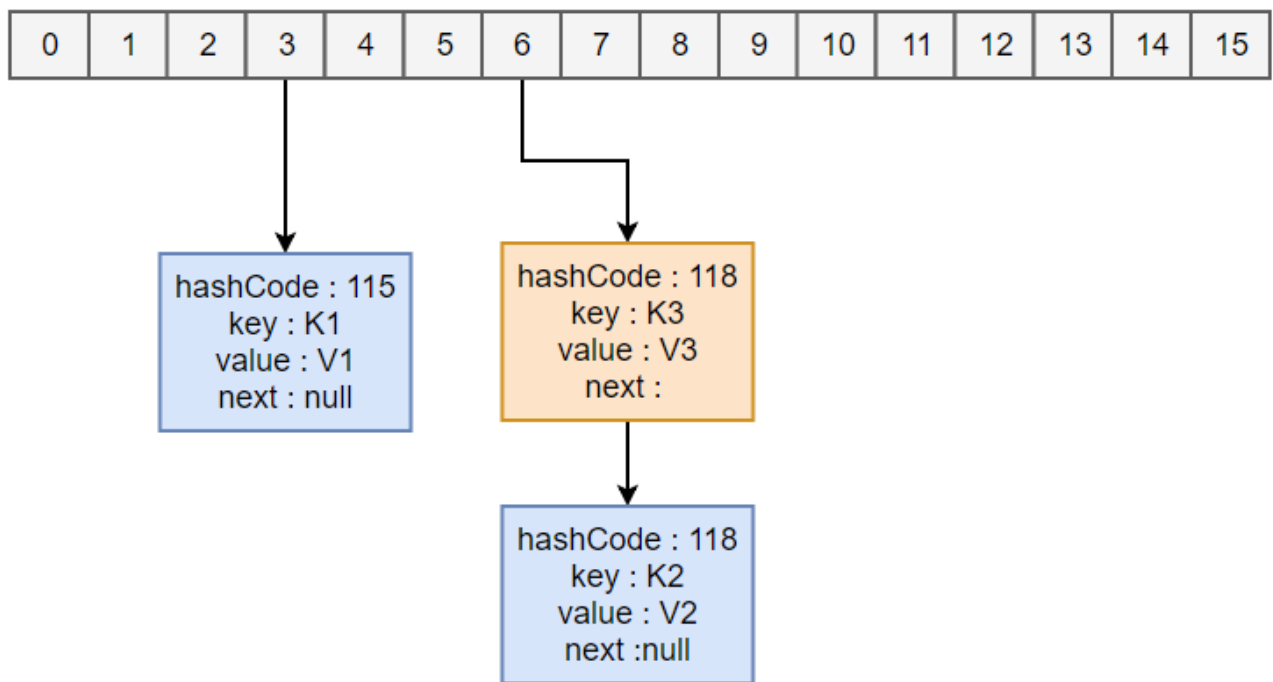 0 1 2 3 4 5 6 7 8 9 10 11 12 13 14 15
hashCode : 115
key : K1
value : V1
next : null
hashCode : 118
key : K3
value : V3
next :
hashCode : 118
key : K2
value : V2
next :null